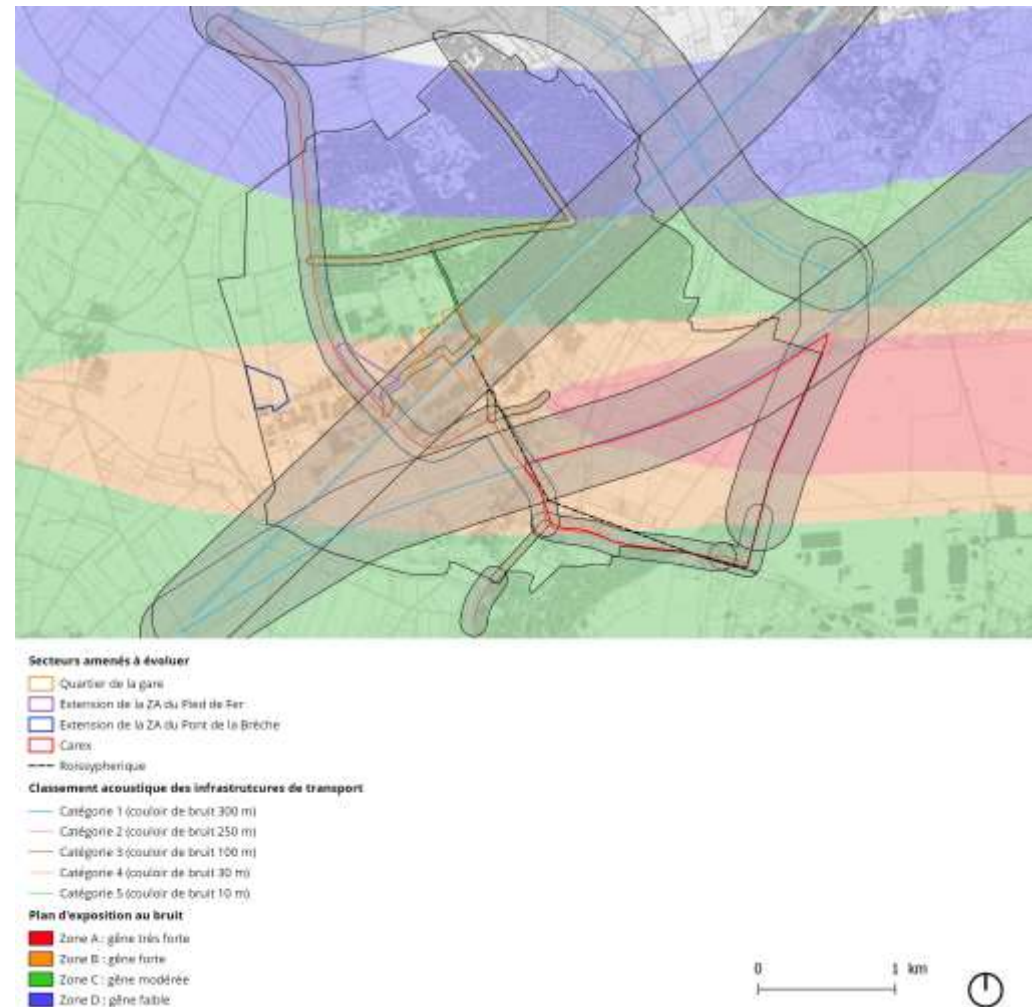 Secteurs amenés à évoluer
Quartier de la gare
Extension de la ZA du Pied de Fer
Extension de la ZA du Pont de la Brèche
Carex
Roissypherique
Classement acoustique des infrastrutcures de transport
Catégorie 1 (couloir de bruit 300 m)
Catégorie 2 (couloir de bruit 250 m)
Catégorie 3 (couloir de bruit 100 m)
Catégorie 4 (couloir de bruit 30 m)
Catégorie 5 (couloir de bruit 10 m)
Plan d'exposition au bruit
Zone A : gêne très forte
Zone B : gêne forte
Zone C : gêne modérée
Zone D : gêne faible
0 1 km